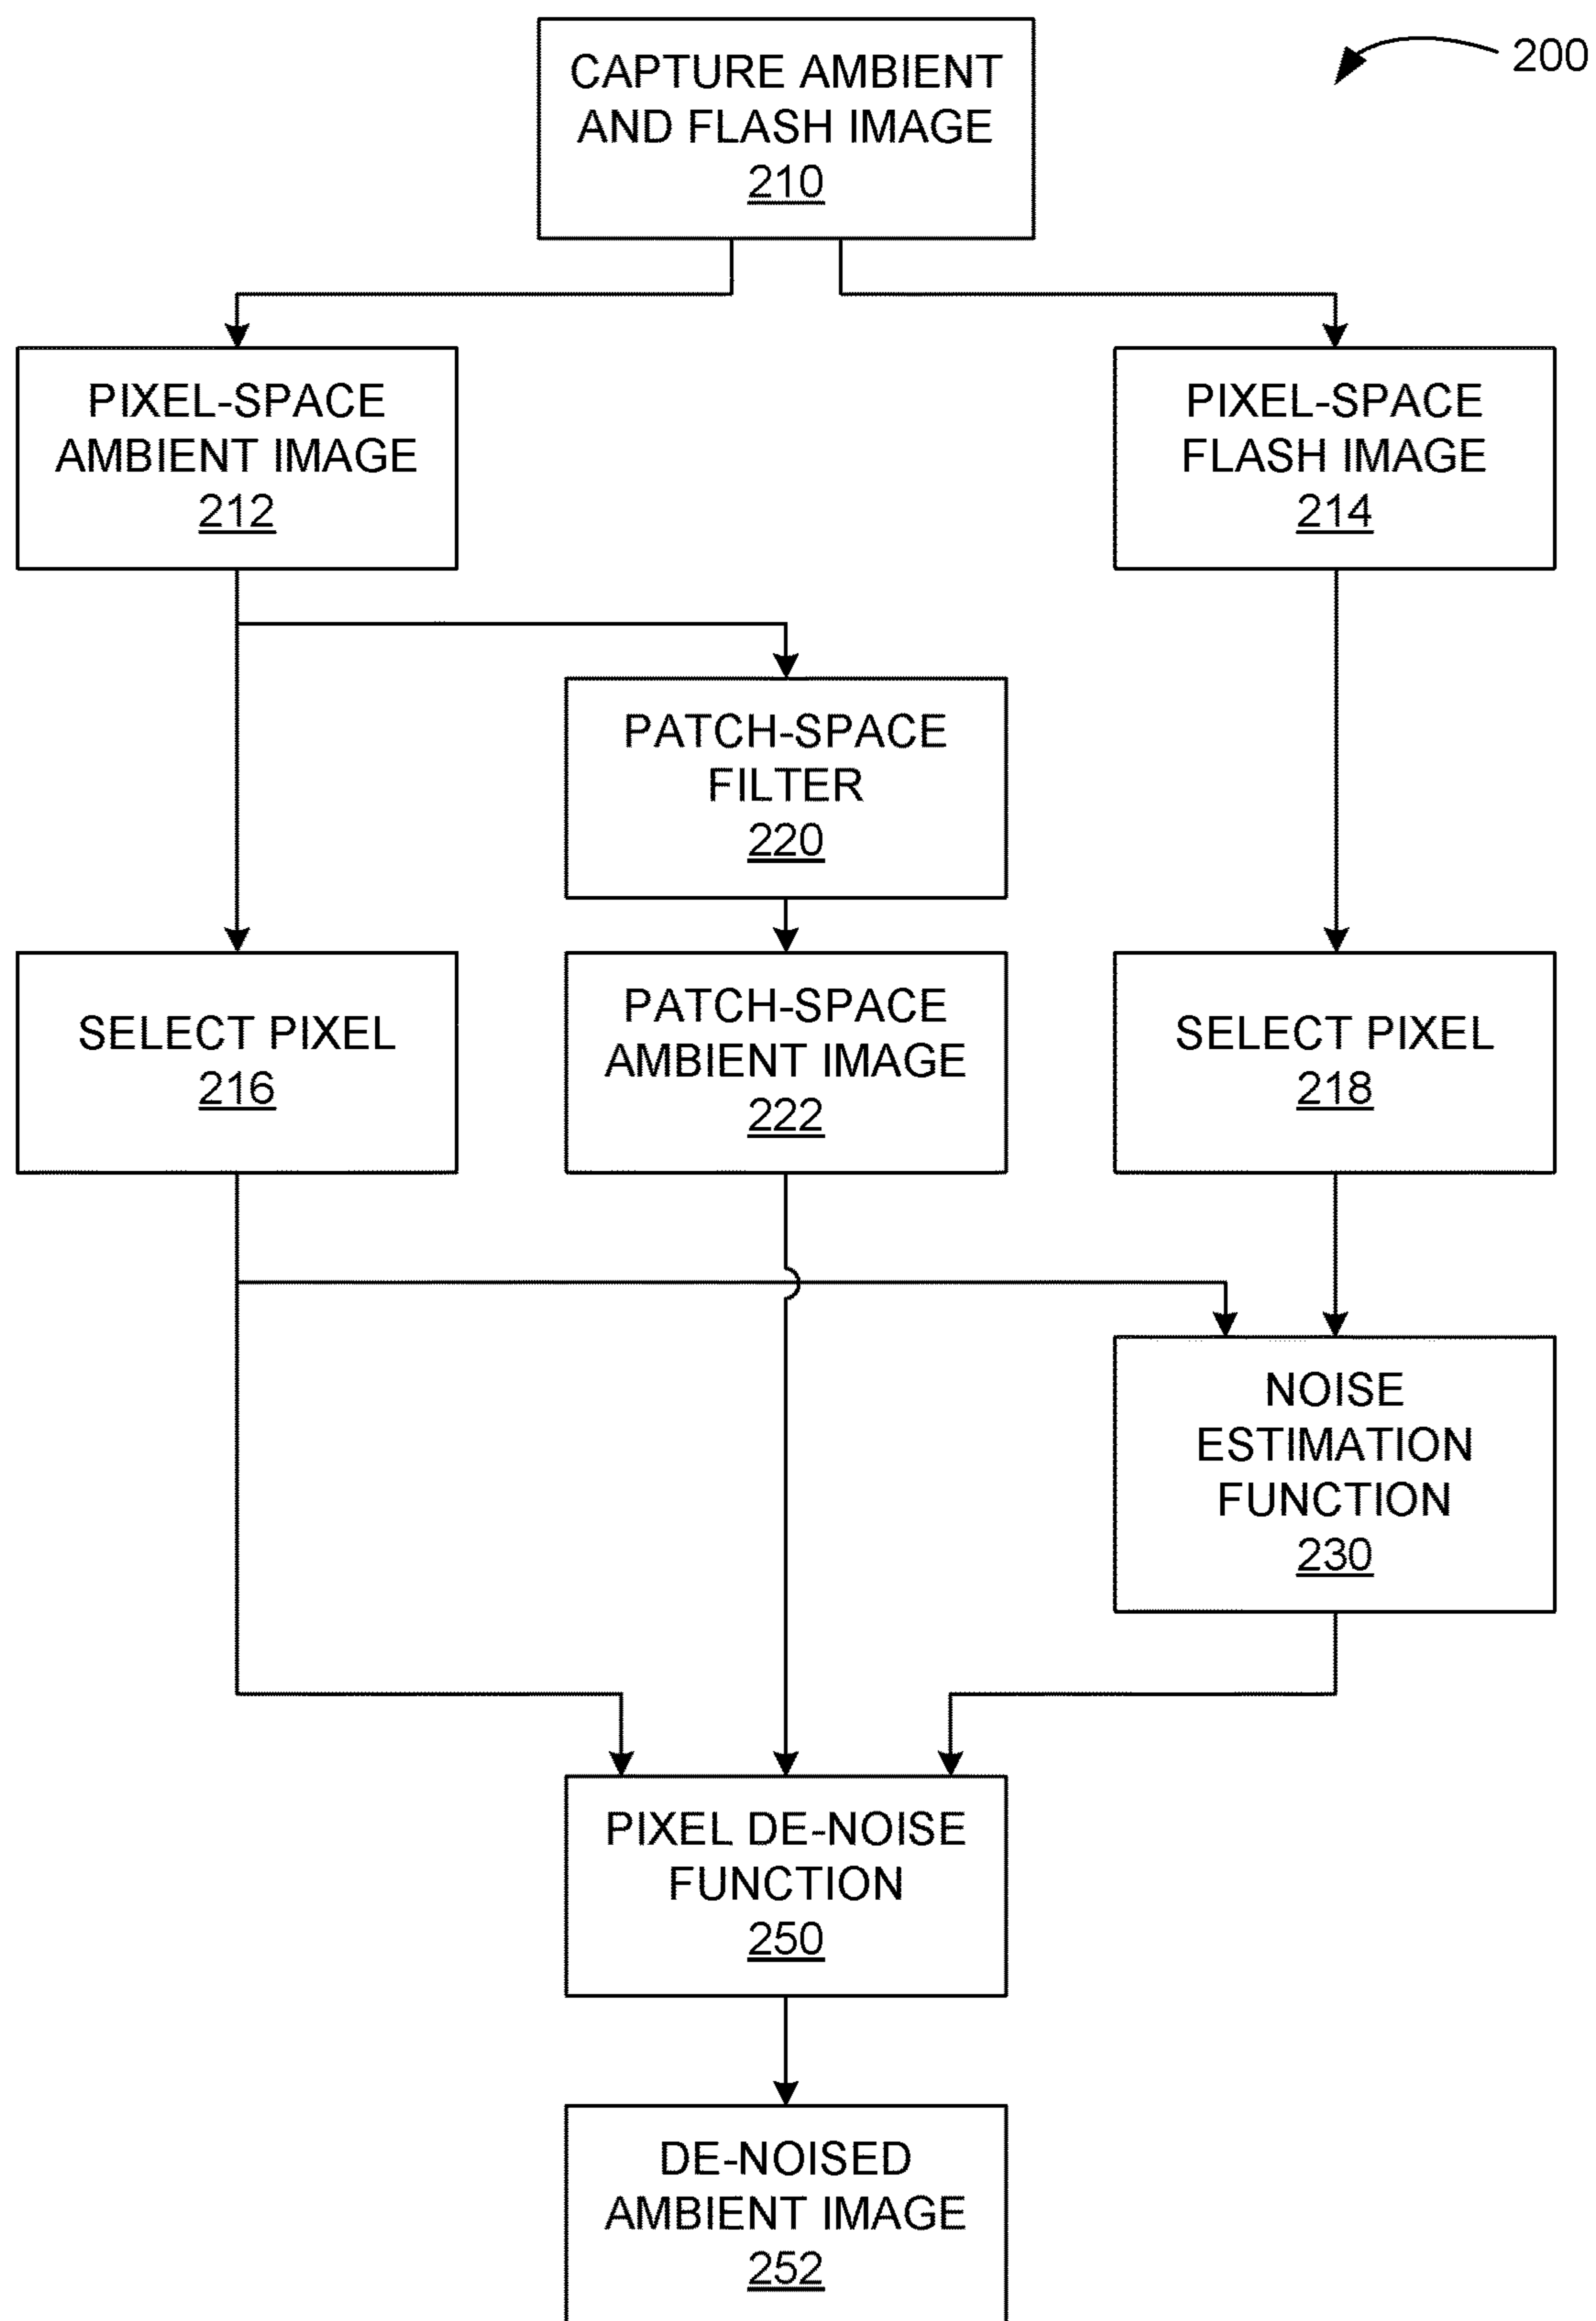 200
CAPTURE AMBIENT
AND FLASH IMAGE
210
PIXEL-SPACE
AMBIENT IMAGE
212
PIXEL-SPACE
FLASH IMAGE
214
PATCH-SPACE
FILTER
220
SELECT PIXEL
216
PATCH-SPACE
AMBIENT IMAGE
222
SELECT PIXEL
218
NOISE
ESTIMATION
FUNCTION
230
PIXEL DE-NOISE
FUNCTION
250
DE-NOISED
AMBIENT IMAGE
252